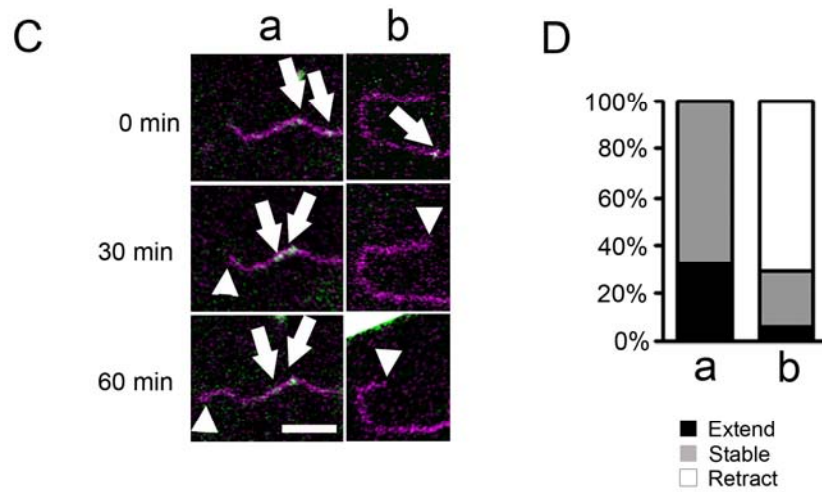 C
a
b
0 min
30 min
60 min
D
100%
80%
60%
40%
20%
0%
a
b
Extend
Stable
Retract